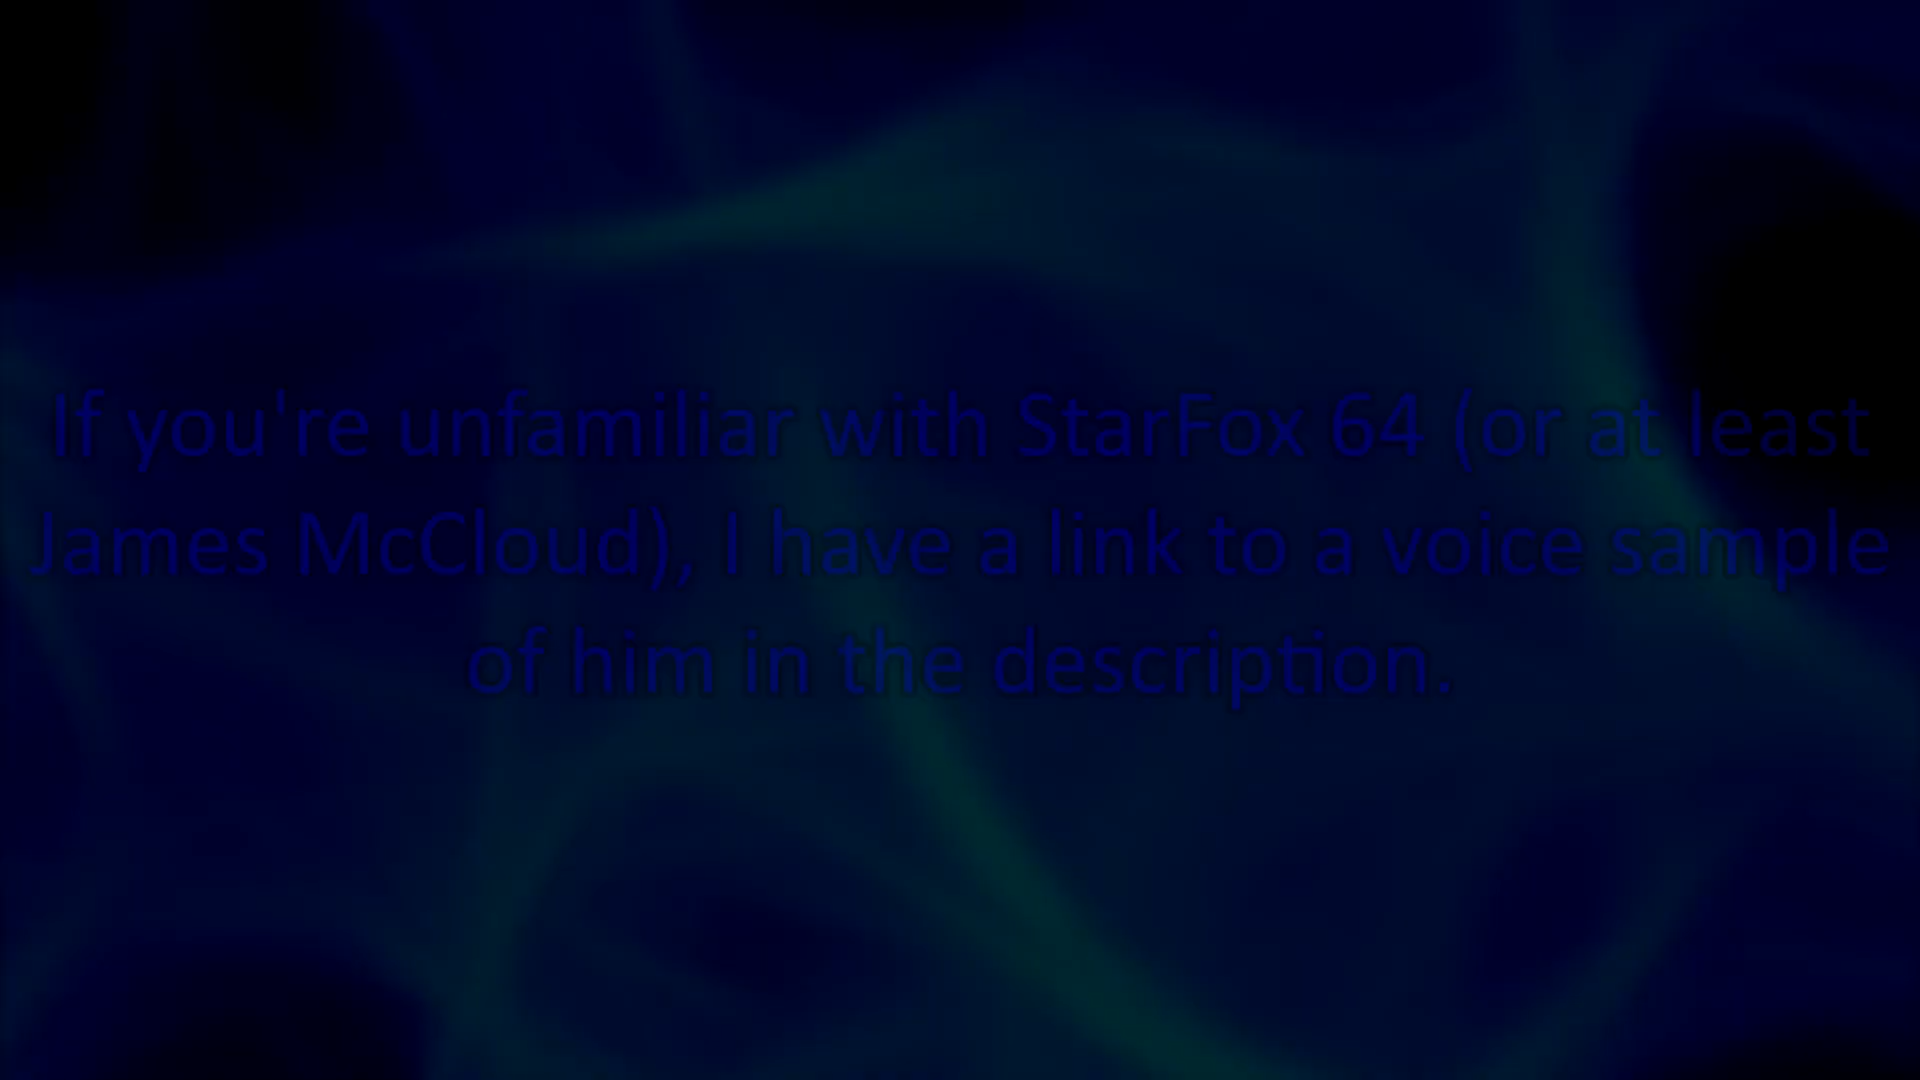 If you're unfamiliar with StarFox 64 (or at least
James McCloud), I have a link to a voice sample
of him in the description.